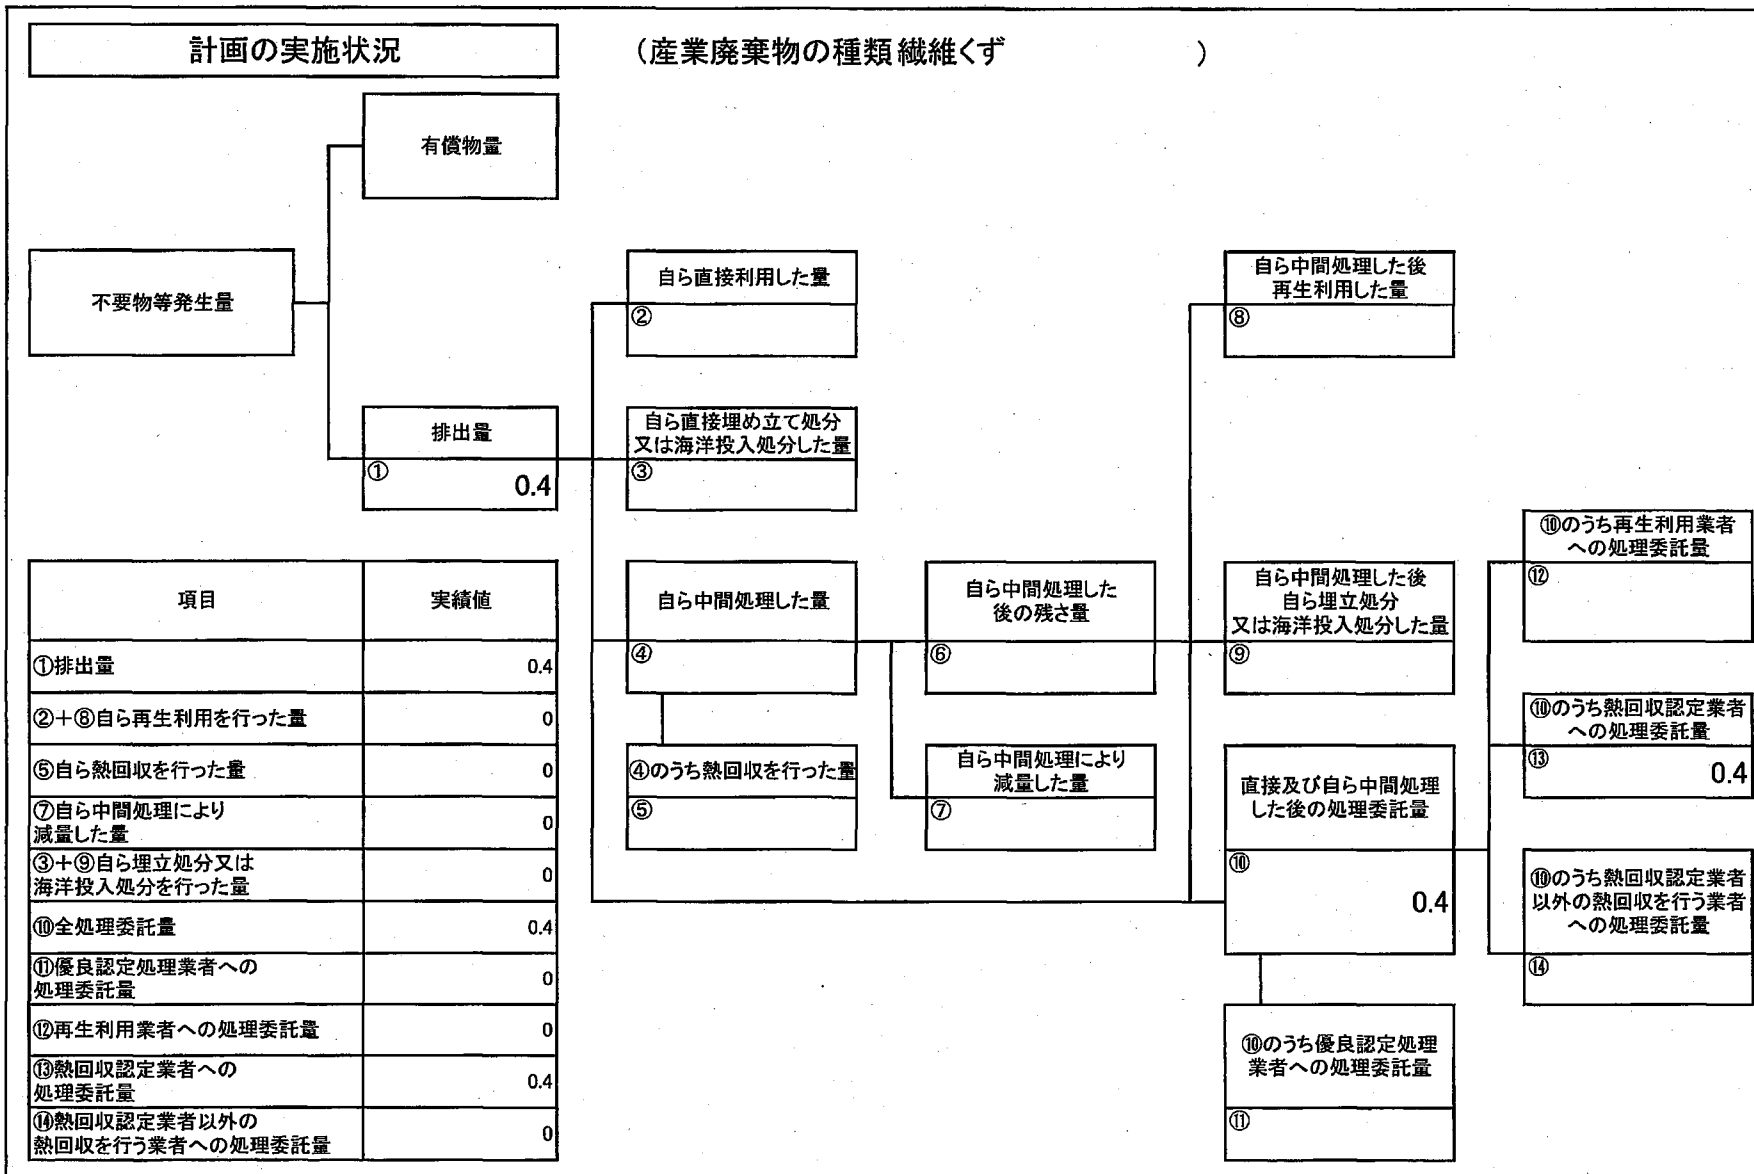 計画の実施状況
(産業廃棄物の種類 繊維くず )
有償物量
不要物等発生量
自ら直接利用した量
②
自ら中間処理した後
再生利用した量
⑧
排出量
① 0.4
自ら直接埋め立て処分
又は海洋投入処分した量
③
自ら中間処理した量
④
自ら中間処理した
後の残さ量
⑥
自ら中間処理した後
自ら埋立処分
又は海洋投入処分した量
⑨
⑩のうち再生利用業者
への処理委託量
⑫
④のうち熱回収を行った量
⑤
自ら中間処理により
減量した量
⑦
直接及び自ら中間処理
した後の処理委託量
⑩
0.4
⑩のうち熱回収認定業者
への処理委託量
⑬ 0.4
⑩のうち熱回収認定業者
以外の熱回収を行う業者
への処理委託量
⑭
⑩のうち優良認定処理
業者への処理委託量
⑪
項目 実績値
①排出量 0.4
②+⑧自ら再生利用を行った量 0
⑤自ら熱回収を行った量 0
⑦自ら中間処理により
減量した量 0
③+⑨自ら埋立処分又は
海洋投入処分を行った量 0
⑩全処理委託量 0.4
⑪優良認定処理業者への
処理委託量 0
⑫再生利用業者への処理委託量 0
⑬熱回収認定業者への
処理委託量 0.4
⑭熱回収認定業者以外の
熱回収を行う業者への処理委託量 0